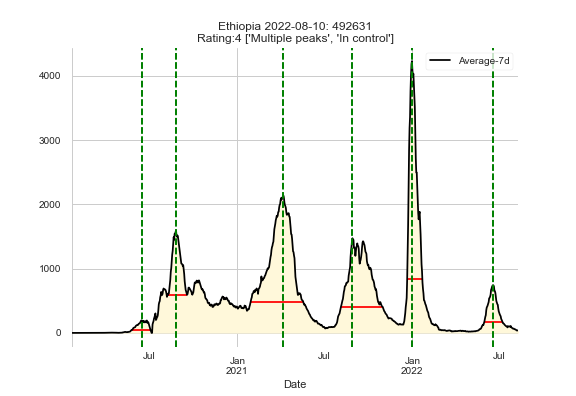 Ethiopia 2022-08-10: 492631
Rating:4 ['Multiple peaks', 'In control']
Average-7d
4000
3000
2000
1000
0
Jul
Jan
2021
Jul
Jan
2022
Jul
Date